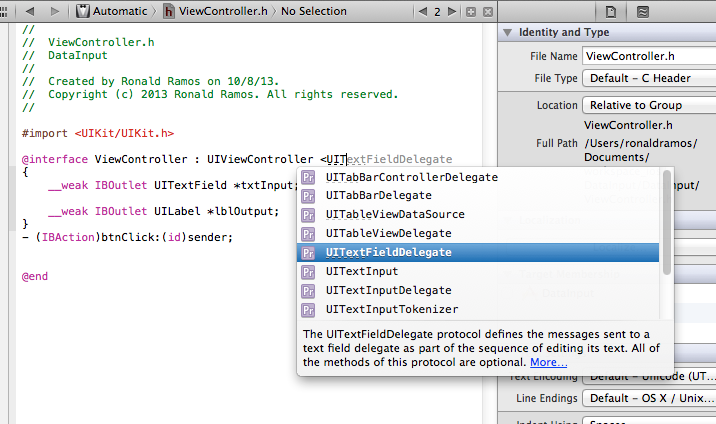 Automatic ViewController.h No Selection 2
//
//  ViewController.h
//  DataInput
//
//  Created by Ronald Ramos on 10/8/13.
//  Copyright (c) 2013 Ronald Ramos. All rights reserved.
//
#import <UIKit/UIKit.h>
@interface ViewController : UIViewController <UITextFieldDelegate
{
__weak IBOutlet UITextField *txtInput;
__weak IBOutlet UILabel *lblOutput;
}
- (IBAction)btnClick:(id)sender;
@end
Pr UITabBarControllerDelegate
Pr UITabBarDelegate
Pr UITableViewDataSource
Pr UITableViewDelegate
Pr UITextFieldDelegate
Pr UITextInput
Pr UITextInputDelegate
Pr UITextInputTokenizer
The UITextFieldDelegate protocol defines the messages sent to a
text field delegate as part of the sequence of editing its text. All of
the methods of this protocol are optional. More...
Identity and Type
File Name ViewController.h
File Type Default - C Header
Location Relative to Group
ViewController.h
Full Path /Users/
ronaldramos/
Documents/
Text Encoding Default - Unicode (UT...
Line Endings Default - OS X / Unix...
Indent Using Spaces